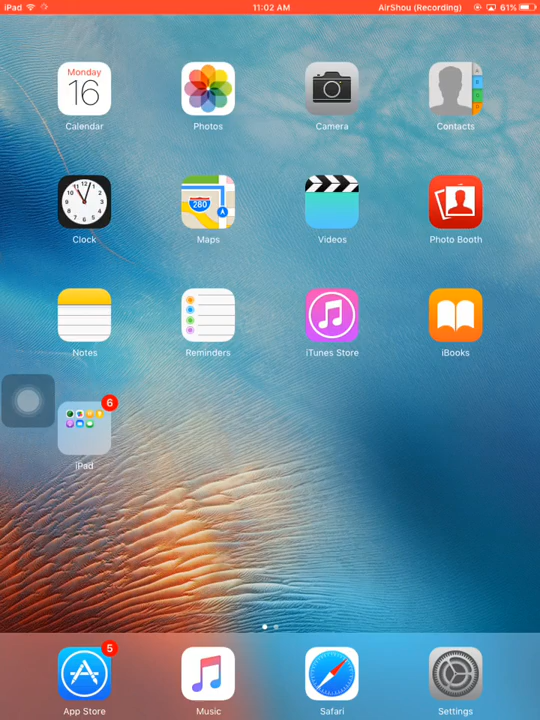 iPad 11:02 AM AirShou (Recording) 61%
Monday
16
280
Calendar Photos Camera Contacts
Clock Maps Videos Photo Booth
Notes Reminders iTunes Store iBooks
6
iPad
5
App Store Music Safari Settings